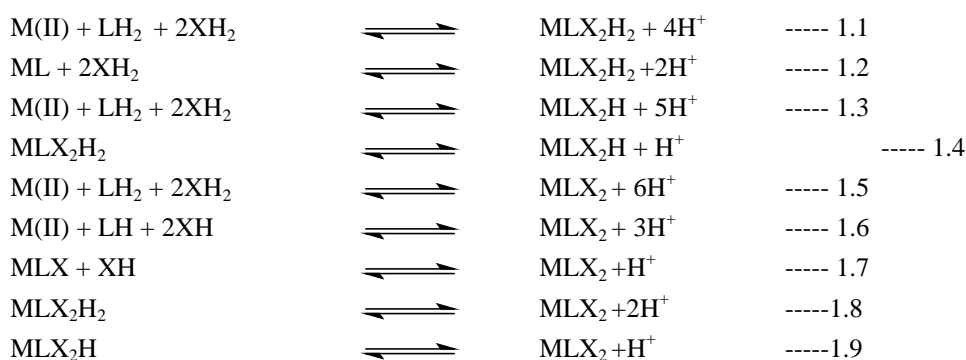 M(II) + LH₂ + 2XH₂ ⇌ MLX₂H₂ + 4H⁺ ----- 1.1
ML + 2XH₂ ⇌ MLX₂H₂ +2H⁺ ----- 1.2
M(II) + LH₂ + 2XH₂ ⇌ MLX₂H + 5H⁺ ----- 1.3
MLX₂H₂ ⇌ MLX₂H + H⁺ ----- 1.4
M(II) + LH₂ + 2XH₂ ⇌ MLX₂ + 6H⁺ ----- 1.5
M(II) + LH + 2XH ⇌ MLX₂ + 3H⁺ ----- 1.6
MLX + XH ⇌ MLX₂ +H⁺ ----- 1.7
MLX₂H₂ ⇌ MLX₂ +2H⁺ -----1.8
MLX₂H ⇌ MLX₂ +H⁺ -----1.9